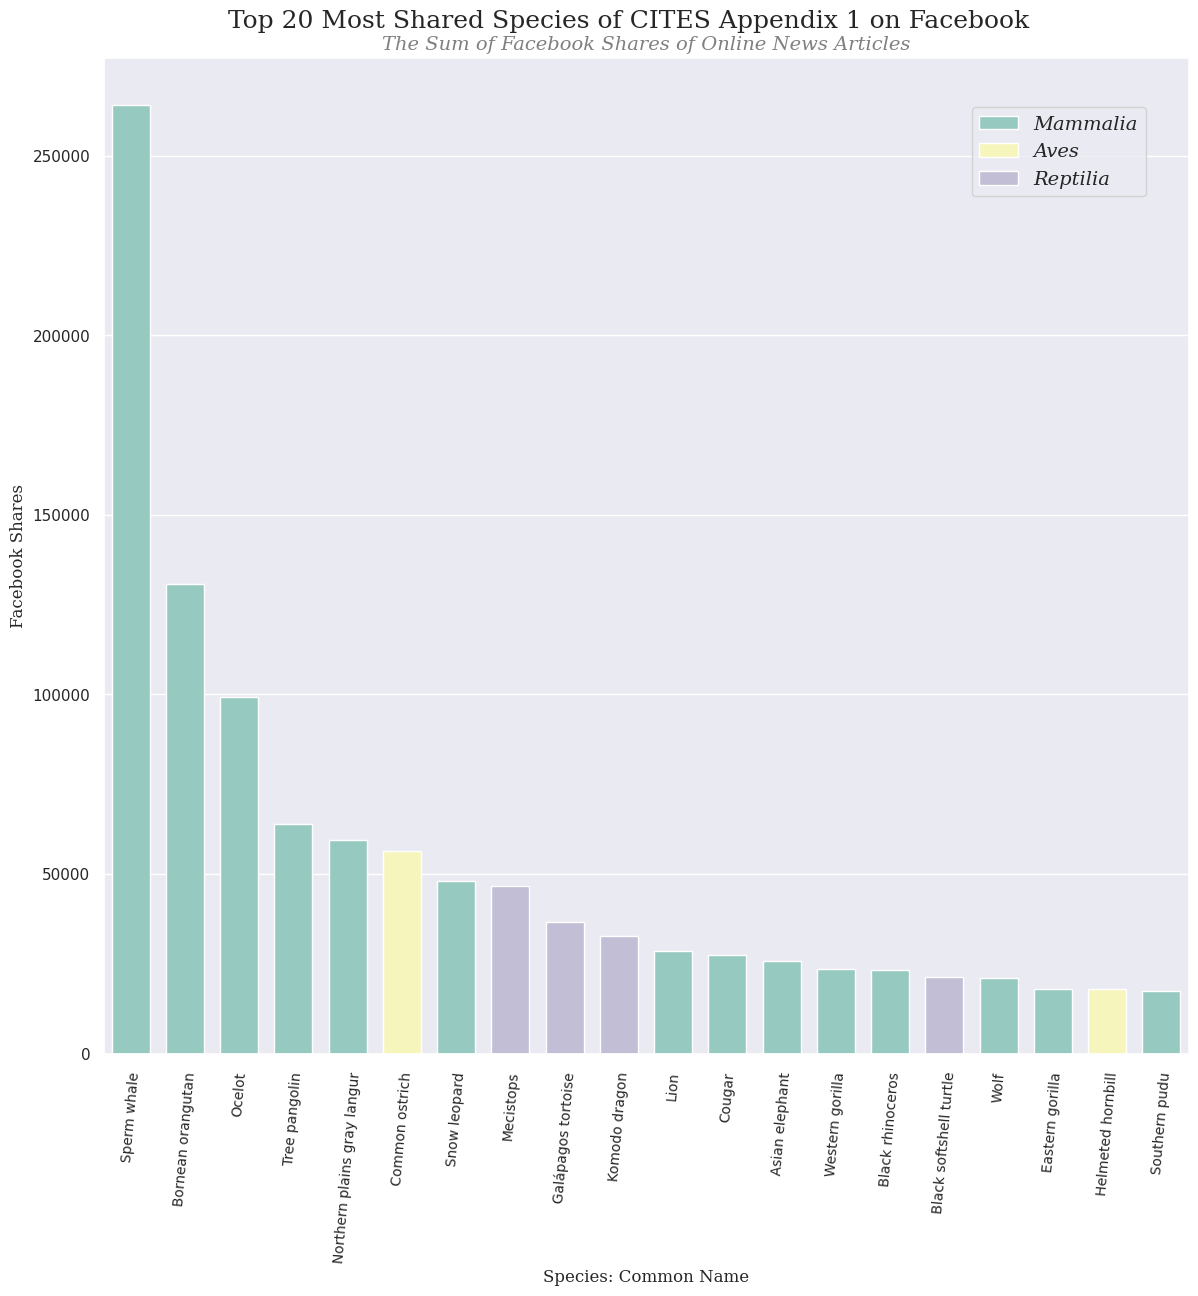 Top 20 Most Shared Species of CITES Appendix 1 on Facebook
The Sum of Facebook Shares of Online News Articles
Mammalia
Aves
Reptilia
Facebook Shares
250000
200000
150000
100000
50000
0
Sperm whale
Bornean orangutan
Ocelot
Tree pangolin
Northern plains gray langur
Common ostrich
Snow leopard
Mecistops
Galápagos tortoise
Komodo dragon
Lion
Cougar
Asian elephant
Western gorilla
Black rhinoceros
Black softshell turtle
Wolf
Eastern gorilla
Helmeted hornbill
Southern pudu
Species: Common Name